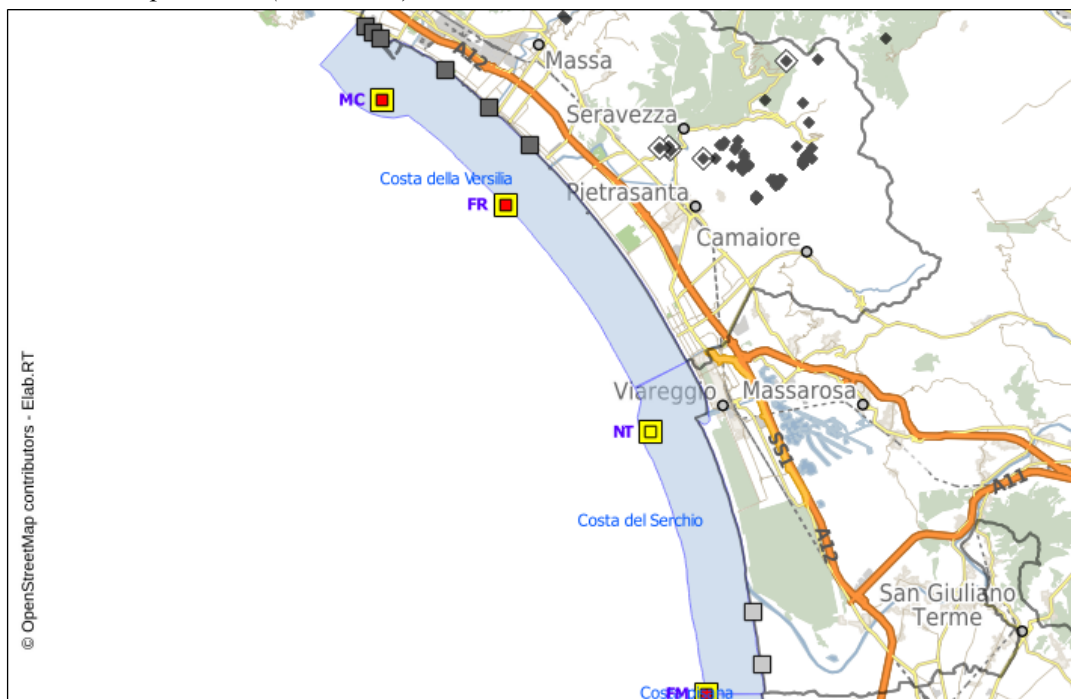 A12
Massa
MC
Seravezza
Costa della Versilia
FR
Pietrasanta
Camaiore
Viareggio
Massarosa
NT
SS1
A11
Costa del Serchio
A12
San Giuliano
Terme
FM
© OpenStreetMap contributors - Elab.RT